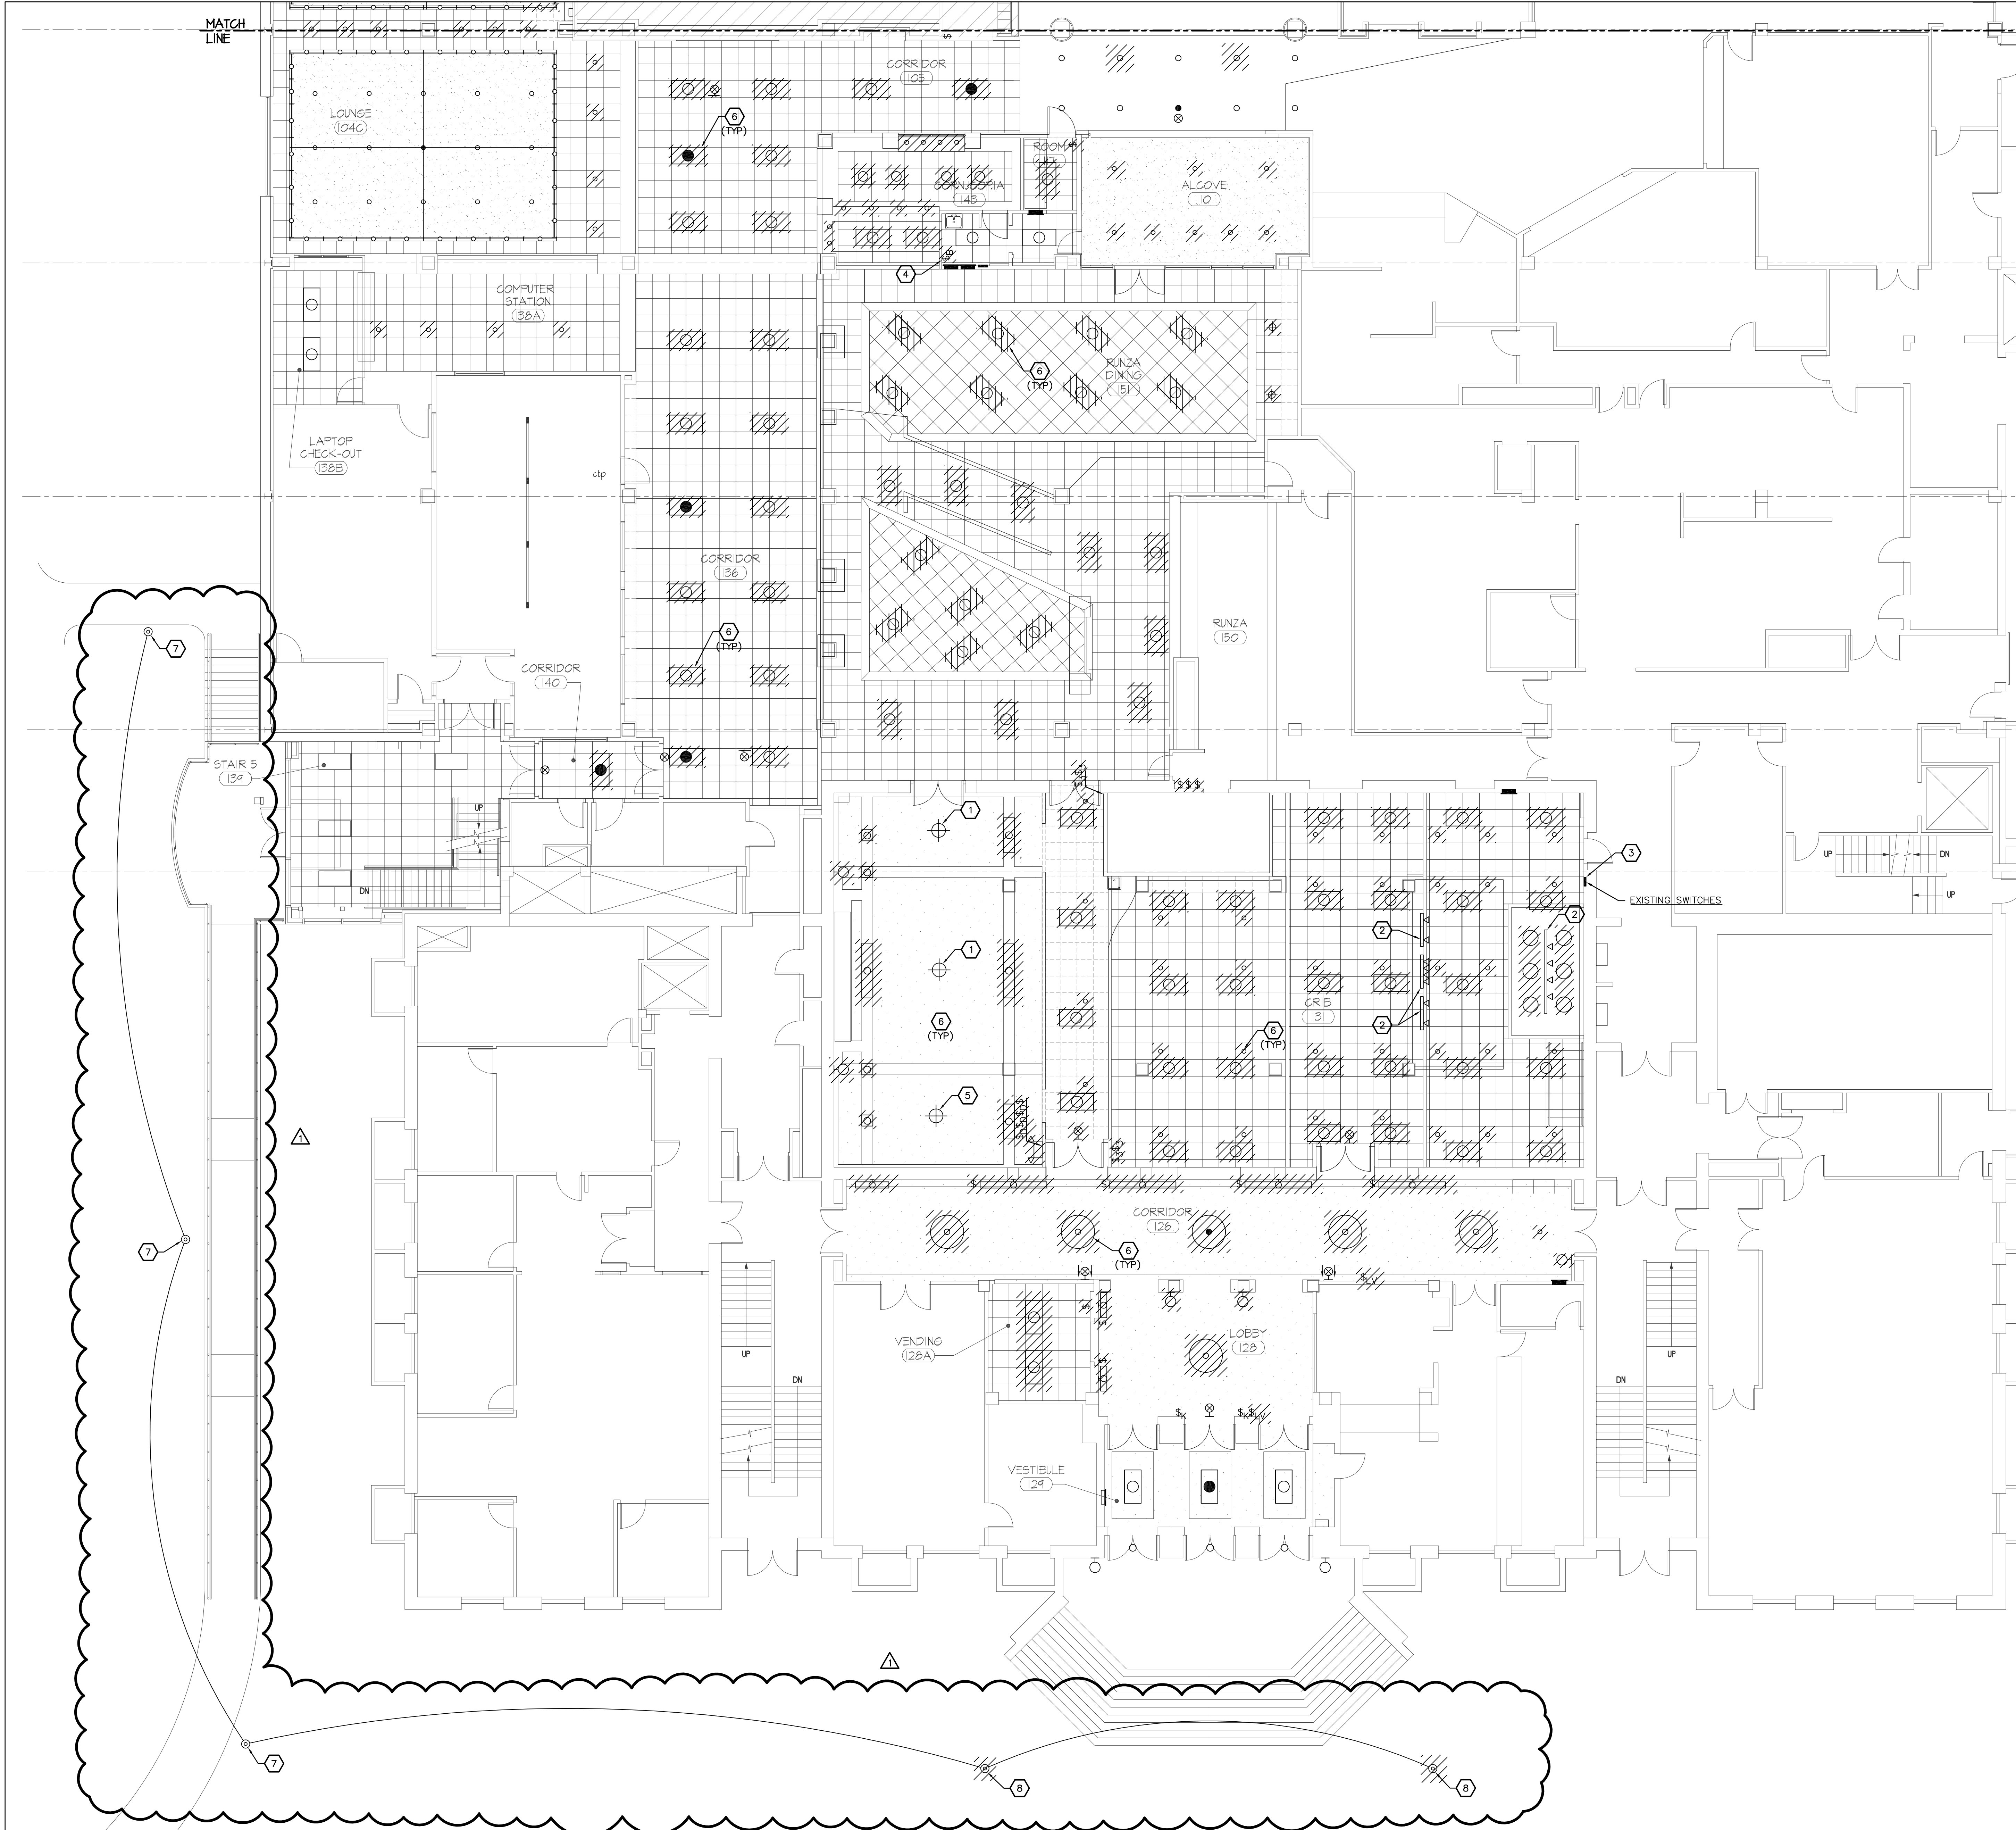 MATCH
LINE
CORRIDOR
105
LOUNGE
104C
6
(TYP)
ROOM
ALCOVE
110
145
4
COMPUTER
STATION
138A
RUNZA
DINING
151
6
(TYP)
LAPTOP
CHECK-OUT
138B
ctp
CORRIDOR
136
RUNZA
150
6
(TYP)
7
CORRIDOR
140
STAIR 5
139
UP
DN
$ $ $
1
3
EXISTING SWITCHES
UP
DN
UP
2
2
1
CRIB
131
6
(TYP)
6
(TYP)
2
5
1
CORRIDOR
126
6
(TYP)
7
$LV
VENDING
128A
LOBBY
128
UP
UP
DN
DN
$K
$K$LV
VESTIBULE
129
1
7
8
8